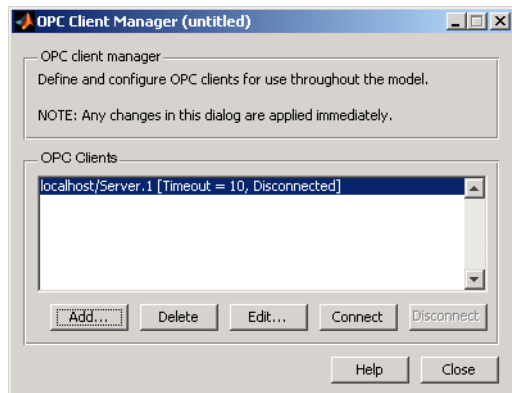 OPC Client Manager (untitled)
OPC client manager
Define and configure OPC clients for use throughout the model.
NOTE: Any changes in this dialog are applied immediately.
OPC Clients
localhost/Server.1 [Timeout = 10, Disconnected]
Add... Delete Edit... Connect Disconnect
Help Close